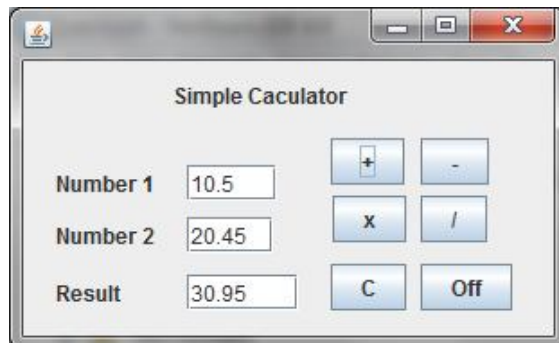 Simple Caculator
+ -
Number 1 10.5
x /
Number 2 20.45
Result 30.95 C Off